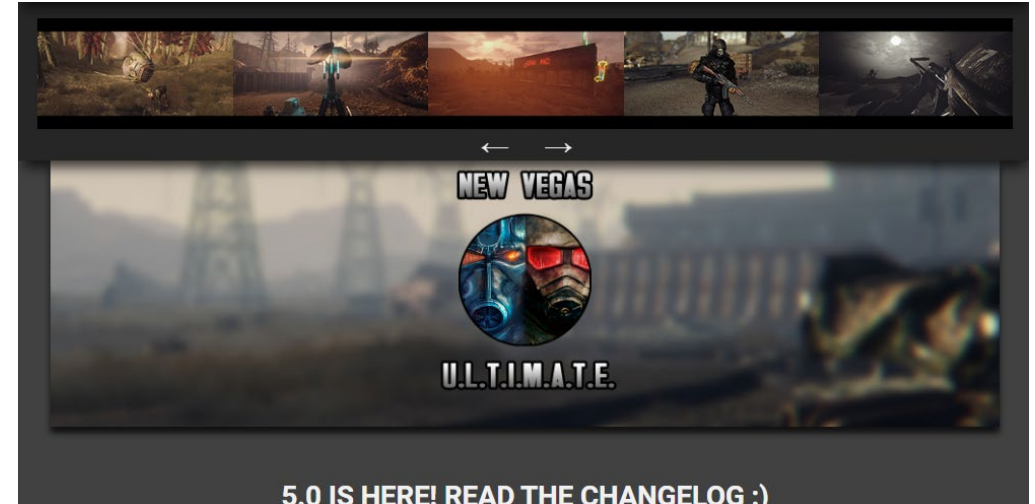 NEW VEGAS
U.L.T.I.M.A.T.E.
5.0 IS HERE! READ THE CHANGELOG :)